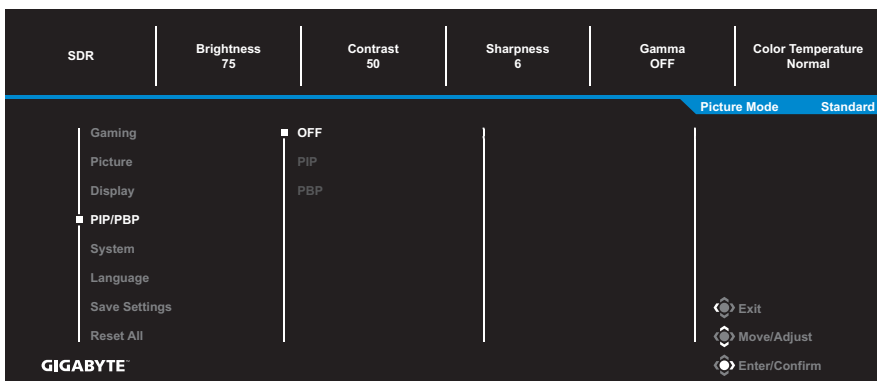 SDR
Brightness
75
Contrast
50
Sharpness
6
Gamma
OFF
Color Temperature
Normal
Picture Mode Standard
Gaming
Picture
Display
PIP/PBP
System
Language
Save Settings
Reset All
OFF
PIP
PBP
Exit
Move/Adjust
Enter/Confirm
GIGABYTE™